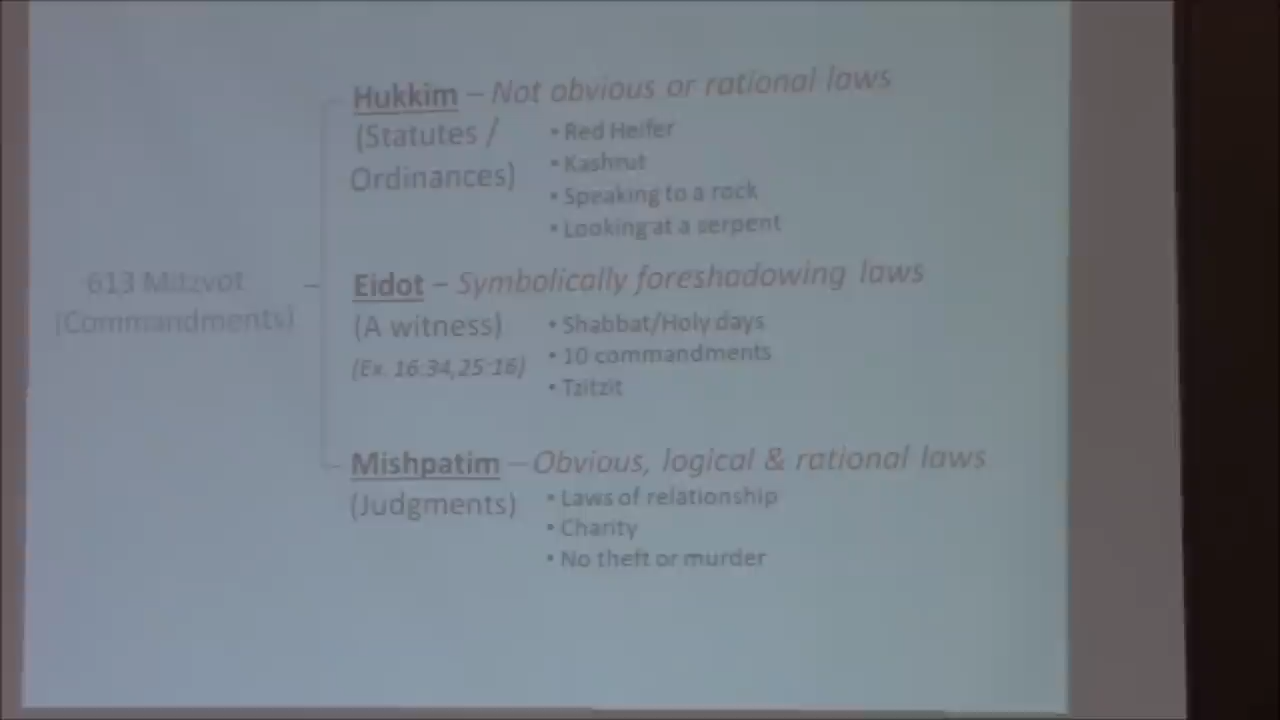 613 Mitzvot
(Commandments)
Hukkim – Not obvious or rational laws
(Statutes /
Ordinances)
• Red Heifer
• Kashrut
• Speaking to a rock
• Looking at a serpent
Eidot – Symbolically foreshadowing laws
(A witness)
(Ex. 16:34,25:16)
• Shabbat/Holy days
• 10 commandments
• Tzitzit
Mishpatim – Obvious, logical & rational laws
(Judgments)
• Laws of relationship
• Charity
• No theft or murder